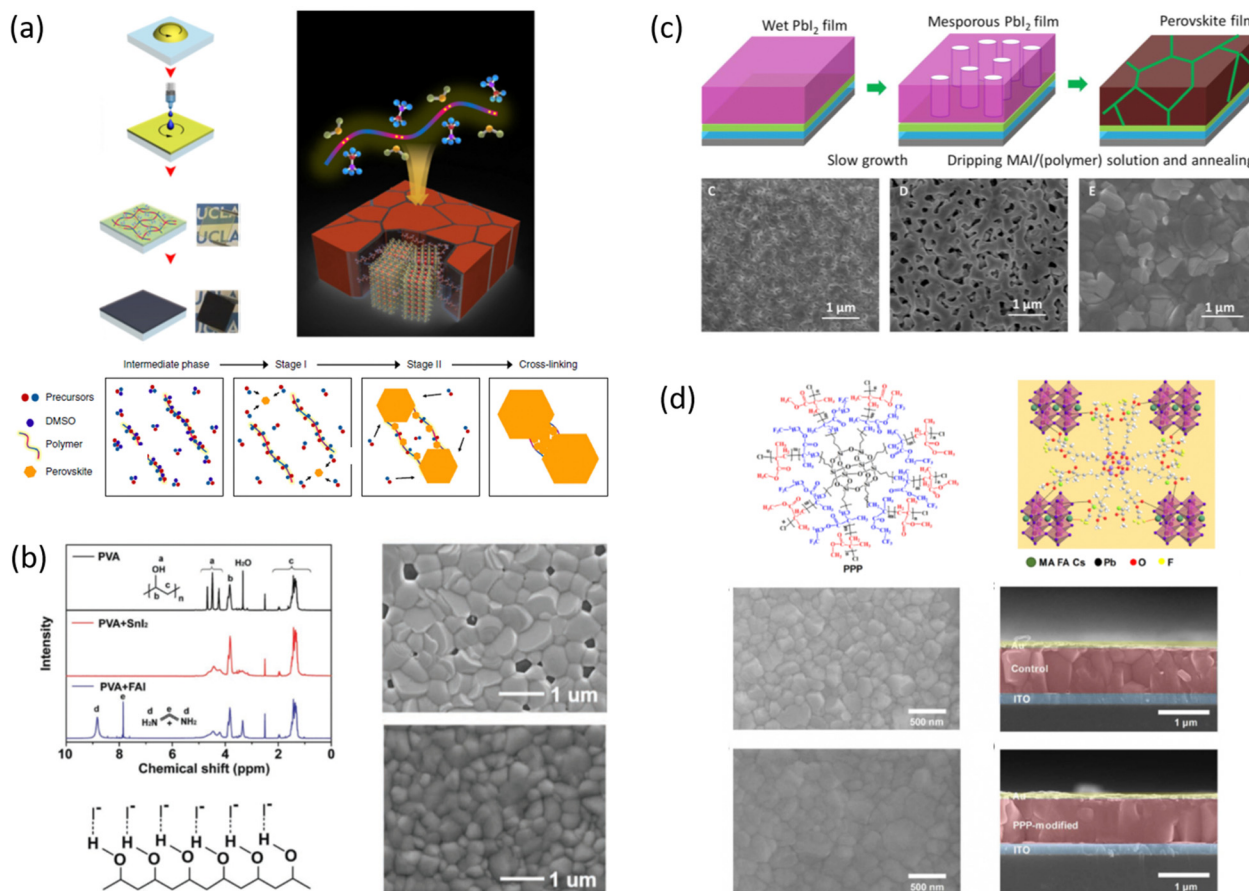 (a)
UCLA
UCLA
Intermediate phase
Stage I
Stage II
Cross-linking
Precursors
DMSO
Polymer
Perovskite
(b)
PVA
a
OH
c
b
n
a
b
H₂O
c
PVA+SnI₂
PVA+FAI
d
e
d e d
H₂N NH₂
+
Intensity
10 8 6 4 2 0
Chemical shift (ppm)
I⁻ I⁻ I⁻ I⁻ I⁻ I⁻
H H H H H H
O O O O O O
1 um
1 um
(c)
Wet PbI₂ film
Mesporous PbI₂ film
Perovskite film
Slow growth
Dripping MAI/(polymer) solution and annealing
C
D
E
1 µm
1 µm
1 µm
(d)
PPP
MA FA Cs
Pb
O
F
500 nm
Au
Control
ITO
1 µm
500 nm
Au
PPP-modified
ITO
1 µm